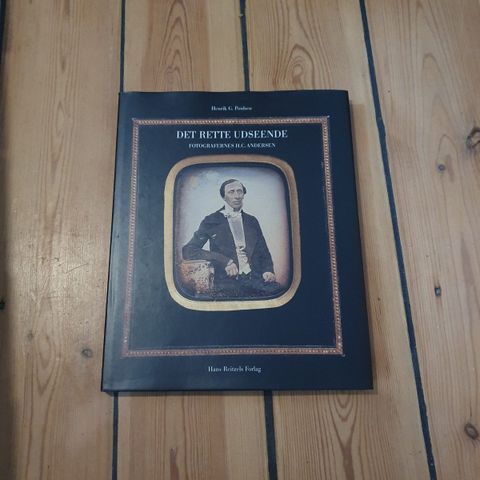 Henrik G. Poulsen
DET RETTE UDSEENDE
FOTOGRAFERNES H.C. ANDERSEN
Hans Reitzels Forlag